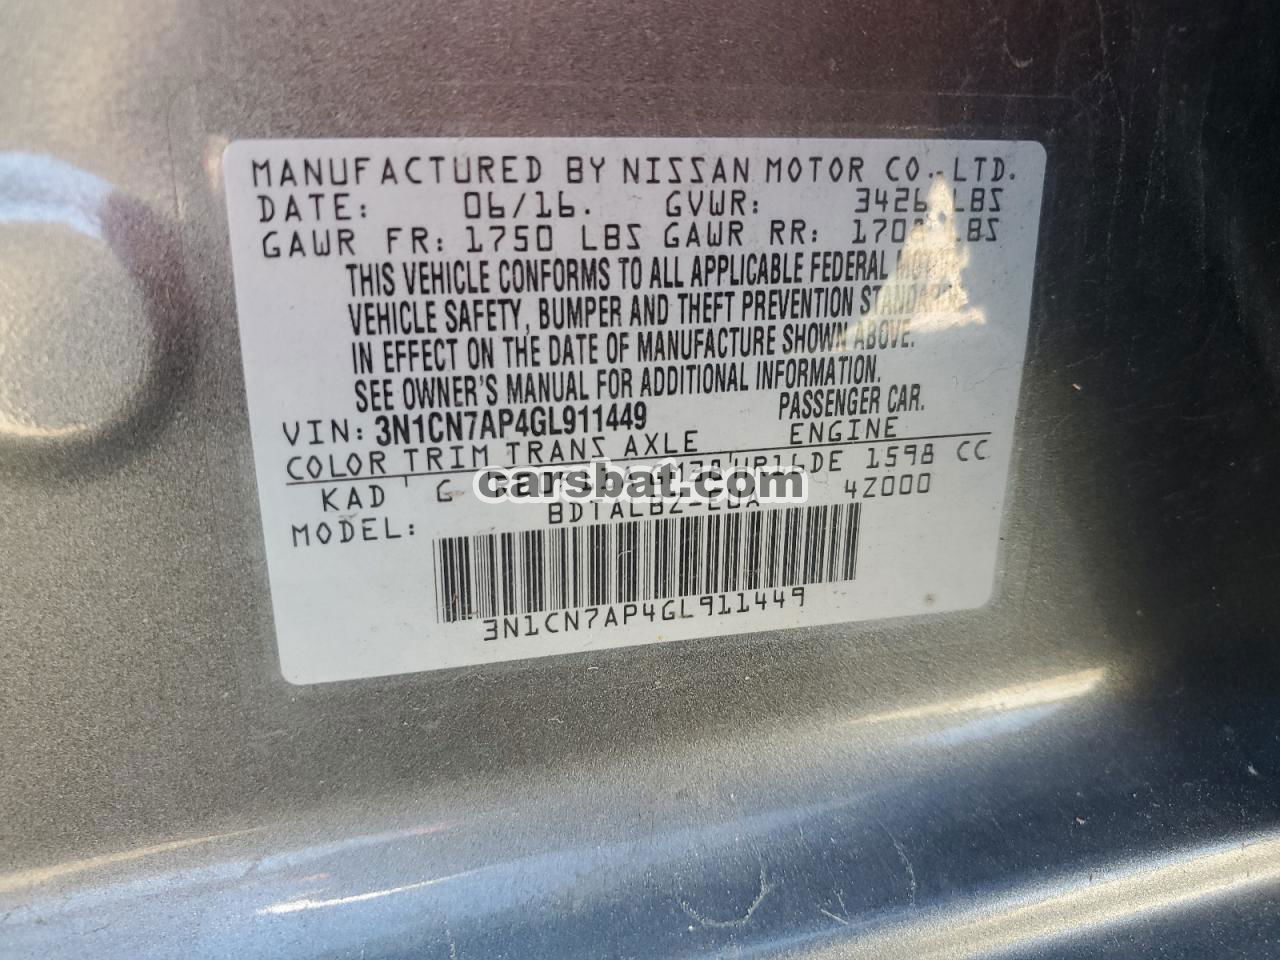 MANUFACTURED BY NISSAN MOTOR CO., LTD.
DATE: 06/16. GVWR: LBS
GAWR FR: 1750 LBS GAWR RR: LBS
THIS VEHICLE CONFORMS TO ALL APPLICABLE FEDERAL MOTOR
VEHICLE SAFETY, BUMPER AND THEFT PREVENTION STANDARDS
IN EFFECT ON THE DATE OF MANUFACTURE SHOWN ABOVE.
SEE OWNER'S MANUAL FOR ADDITIONAL INFORMATION.
VIN: 3N1CN7AP4GL911449 PASSENGER CAR.
COLOR TRIM TRANS AXLE ENGINE
KAD G 1598 CC
carsbat.com
MODEL: 42000
3N1CN7AP4GL911449